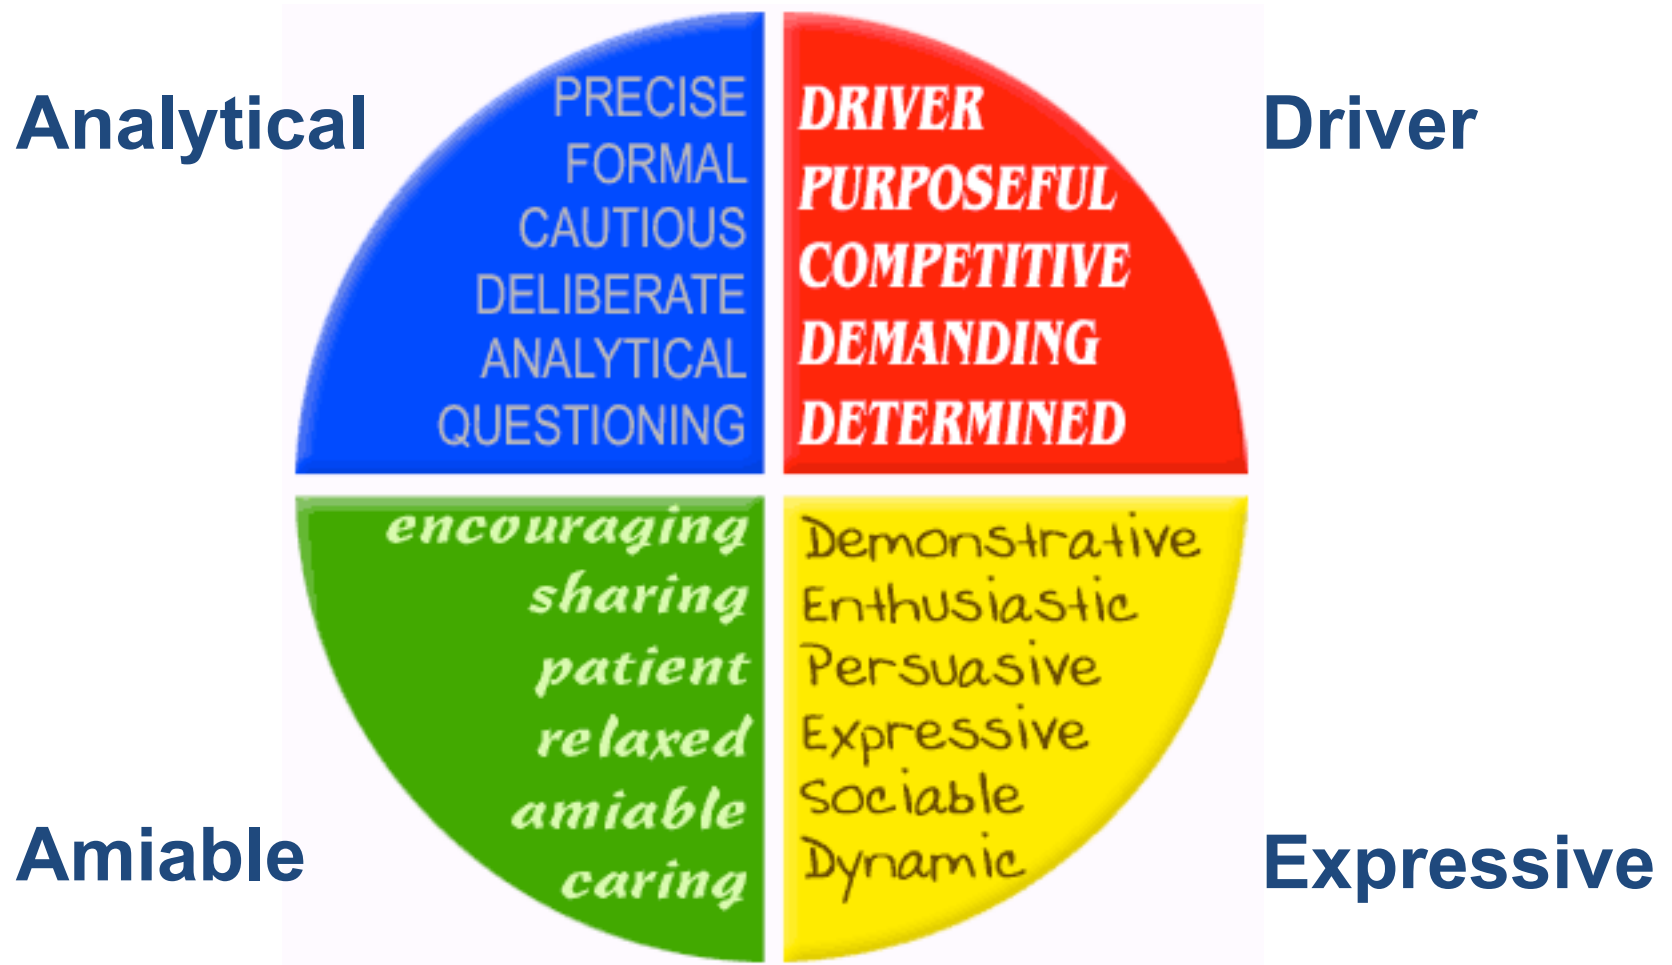 Analytical
PRECISE
FORMAL
CAUTIOUS
DELIBERATE
ANALYTICAL
QUESTIONING
Driver
DRIVER
PURPOSEFUL
COMPETITIVE
DEMANDING
DETERMINED
Amiable
encouraging
sharing
patient
relaxed
amiable
caring
Expressive
Demonstrative
Enthusiastic
Persuasive
Expressive
Sociable
Dynamic